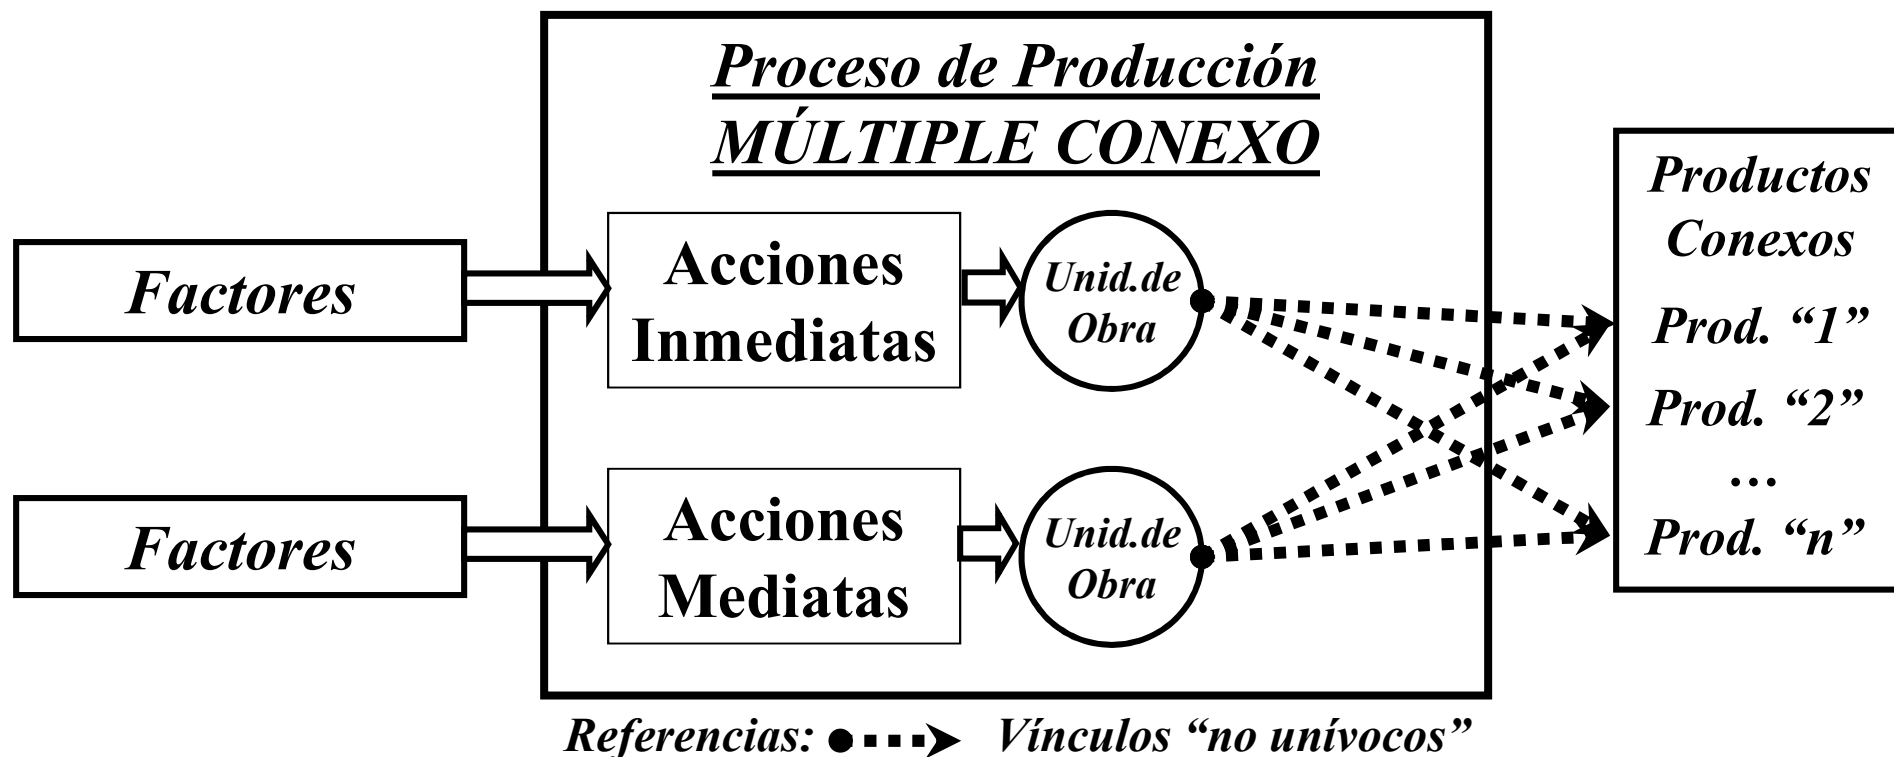 Proceso de Producción
MÚLTIPLE CONEXO
Factores
Acciones
Inmediatas
Unid.de
Obra
Factores
Acciones
Mediatas
Unid.de
Obra
Productos
Conexos
Prod. “1”
Prod. “2”
…
Prod. “n”
Referencias:
Vínculos “no unívocos”